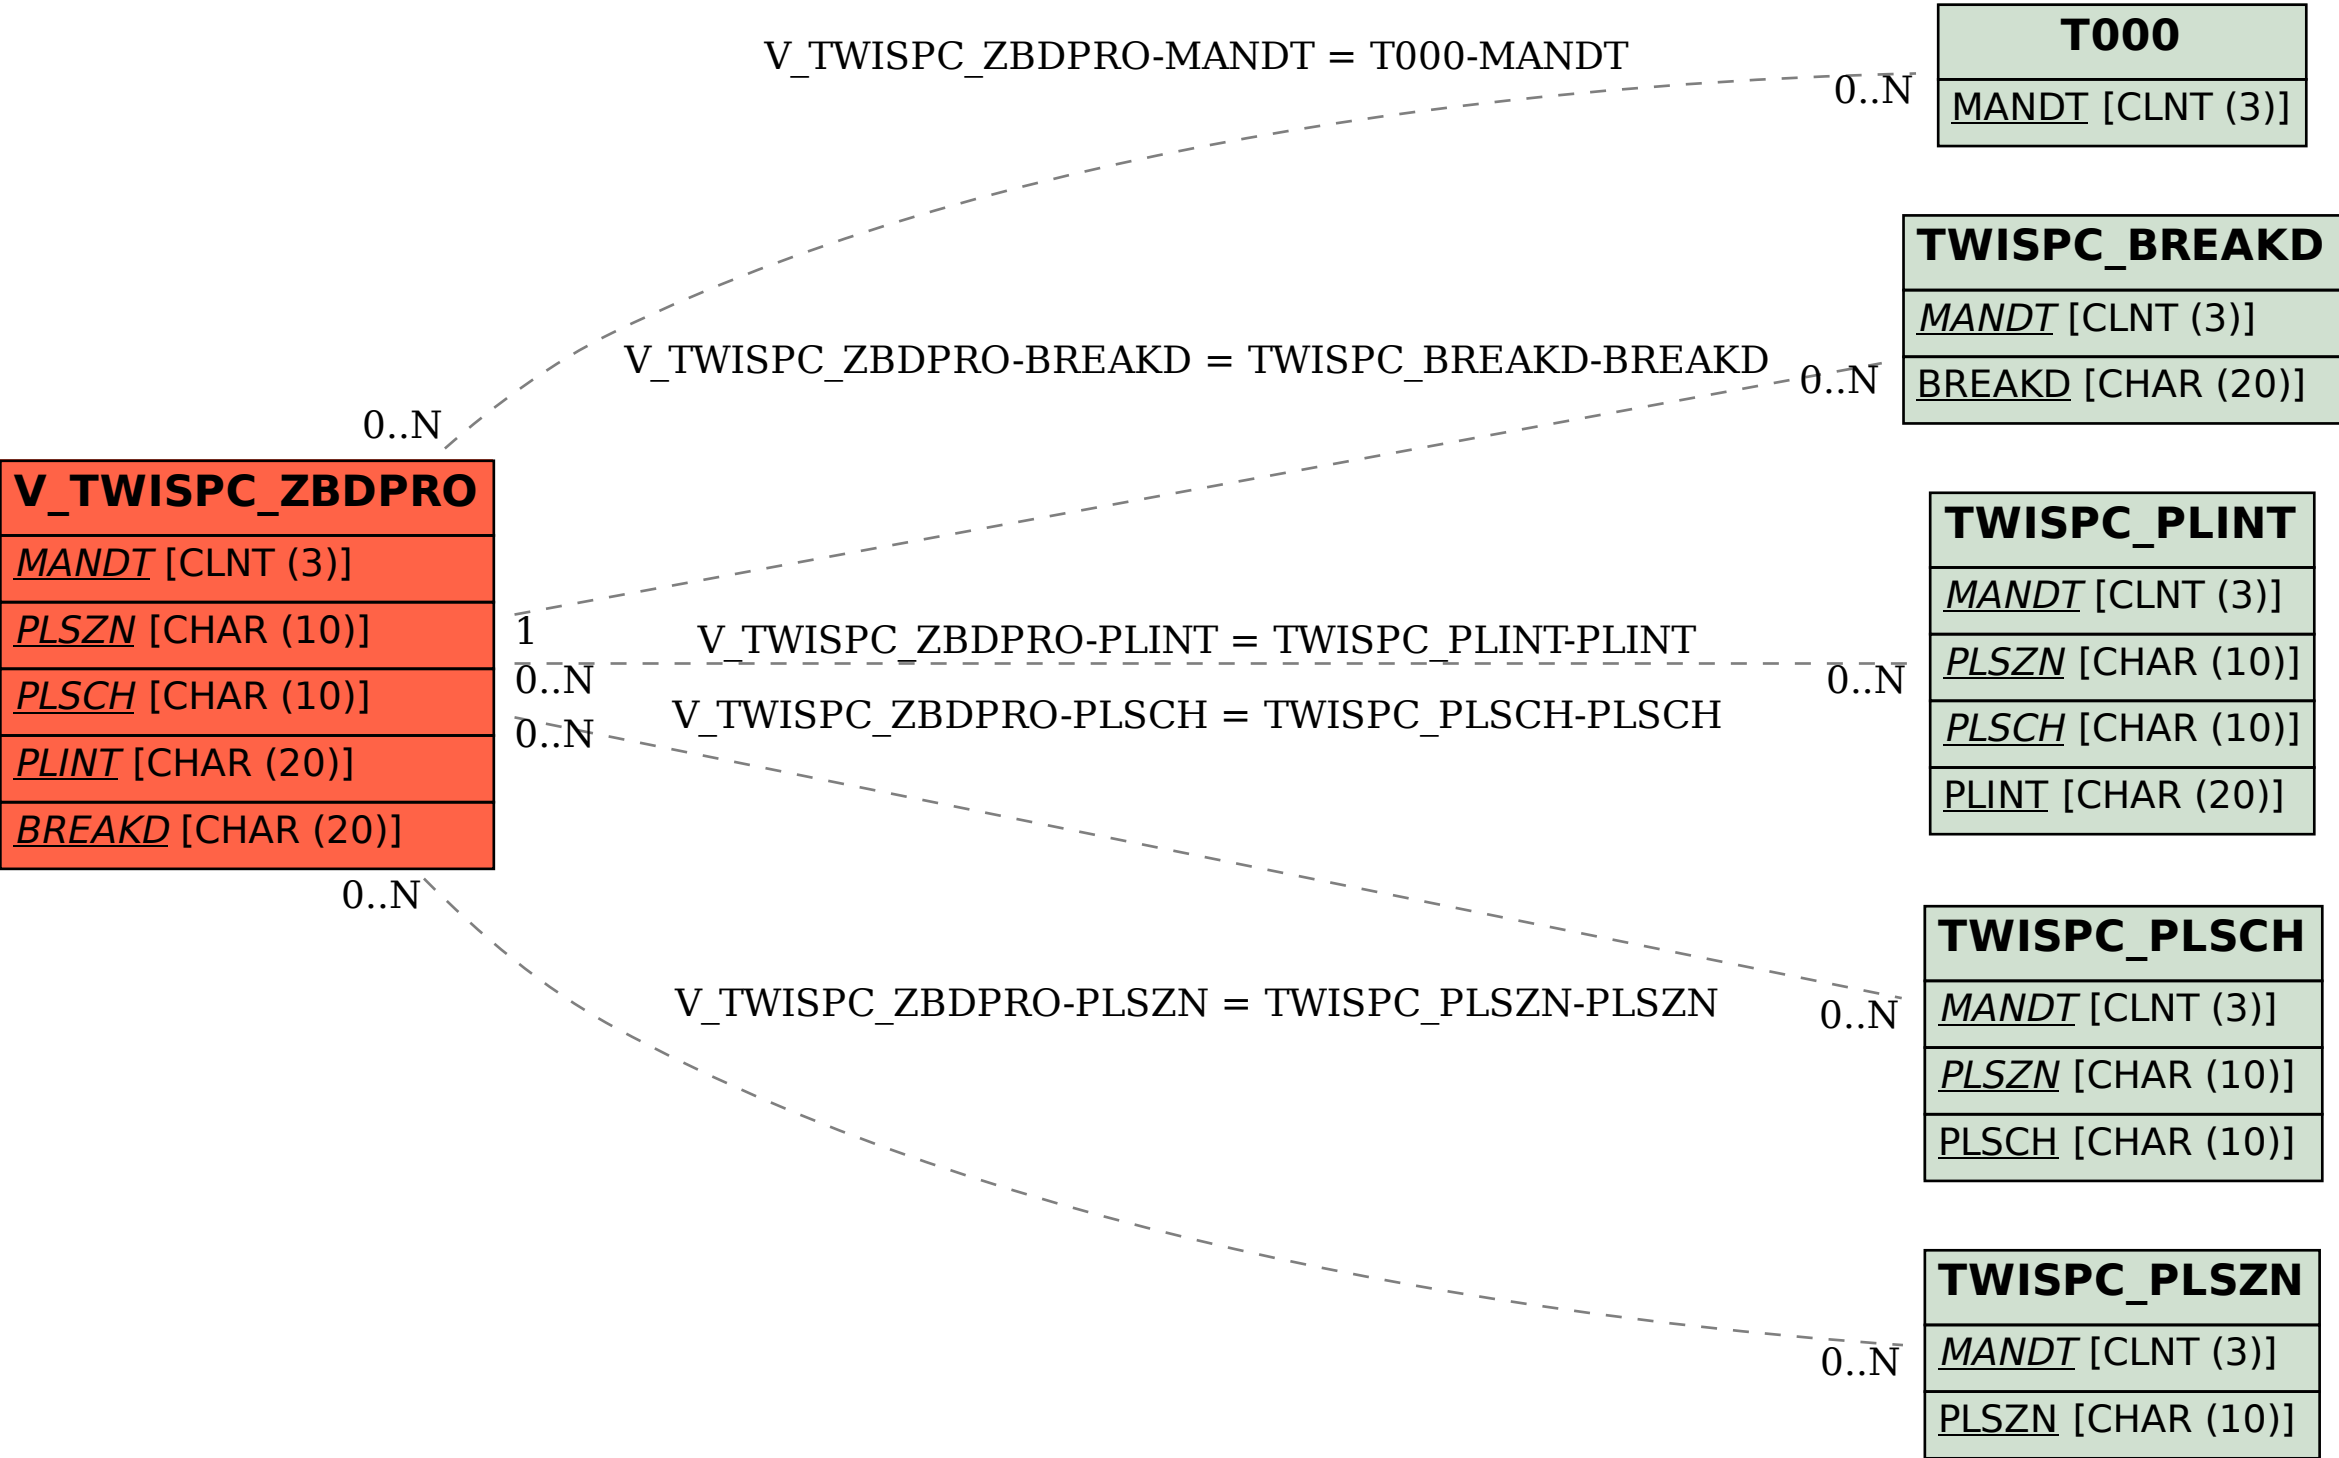 V_TWISPC_ZBDPRO-MANDT = T000-MANDT
0..N
0..N
V_TWISPC_ZBDPRO-BREAKD = TWISPC_BREAKD-BREAKD
0..N
1
V_TWISPC_ZBDPRO-PLINT = TWISPC_PLINT-PLINT
0..N
0..N
V_TWISPC_ZBDPRO-PLSCH = TWISPC_PLSCH-PLSCH
0..N
0..N
V_TWISPC_ZBDPRO-PLSZN = TWISPC_PLSZN-PLSZN
0..N
0..N
V_TWISPC_ZBDPRO
MANDT [CLNT (3)]
PLSZN [CHAR (10)]
PLSCH [CHAR (10)]
PLINT [CHAR (20)]
BREAKD [CHAR (20)]
T000
MANDT [CLNT (3)]
TWISPC_BREAKD
MANDT [CLNT (3)]
BREAKD [CHAR (20)]
TWISPC_PLINT
MANDT [CLNT (3)]
PLSZN [CHAR (10)]
PLSCH [CHAR (10)]
PLINT [CHAR (20)]
TWISPC_PLSCH
MANDT [CLNT (3)]
PLSZN [CHAR (10)]
PLSCH [CHAR (10)]
TWISPC_PLSZN
MANDT [CLNT (3)]
PLSZN [CHAR (10)]